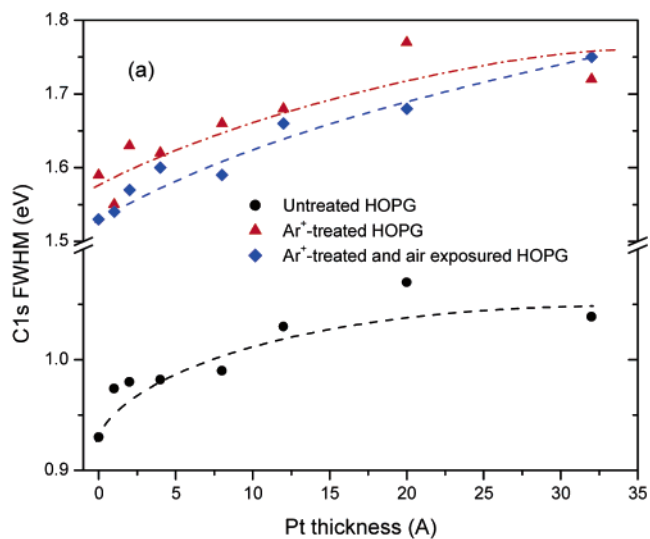 1.8
(a)
1.7
1.6
Untreated HOPG
Ar⁺-treated HOPG
1.5
Ar⁺-treated and air exposured HOPG
C1s FWHM (eV)
1.0
0.9
0 5 10 15 20 25 30 35
Pt thickness (A)